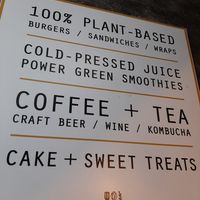 100% PLANT-BASED
BURGERS / SANDWICHES / WRAPS
COLD-PRESSED JUICE
POWER GREEN SMOOTHIES
COFFEE + TEA
CRAFT BEER / WINE / KOMBUCHA
CAKE + SWEET TREATS